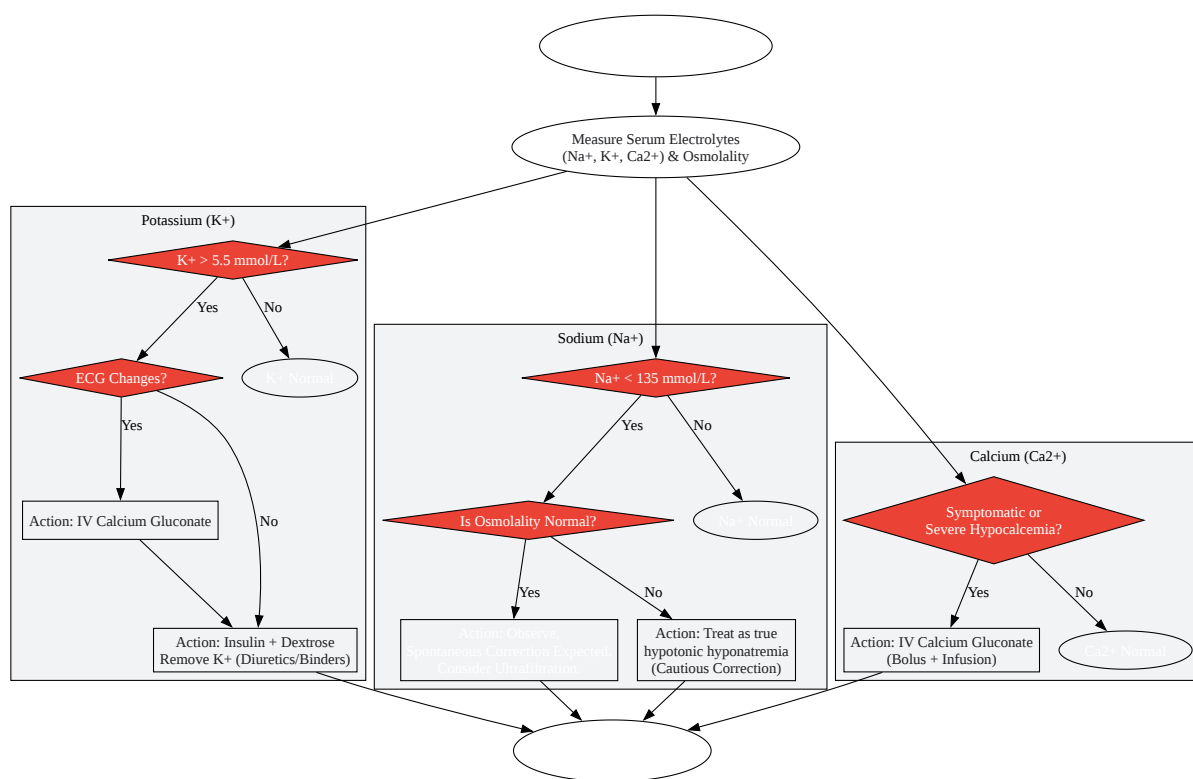 Measure Serum Electrolytes
(Na+, K+, Ca2+) & Osmolality
Potassium (K+)
K+ > 5.5 mmol/L?
Yes
No
ECG Changes?
K+ Normal
Yes
No
Action: IV Calcium Gluconate
Action: Insulin + Dextrose
Remove K+ (Diuretics/Binders)
Sodium (Na+)
Na+ < 135 mmol/L?
Yes
No
Is Osmolality Normal?
Na+ Normal
Yes
No
Action: Observe.
Spontaneous Correction Expected.
Consider Ultrafiltration.
Action: Treat as true
hypotonic hyponatremia
(Cautious Correction)
Calcium (Ca2+)
Symptomatic or
Severe Hypocalcemia?
Yes
No
Action: IV Calcium Gluconate
(Bolus + Infusion)
Ca2+ Normal